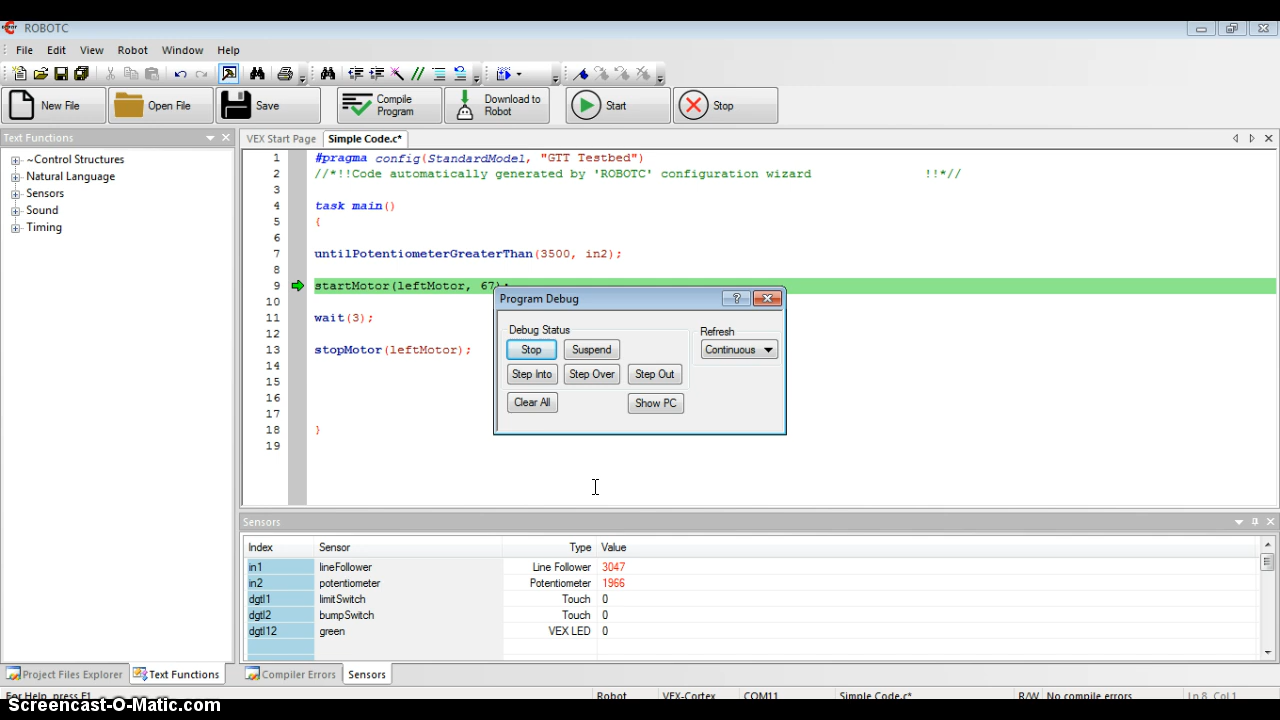 ROBOTC
File Edit View Robot Window Help
New File Open File Save Compile Program Download to Robot Start Stop
Text Functions
~Control Structures
Natural Language
Sensors
Sound
Timing
VEX Start Page Simple Code.c*
1 #pragma config(StandardModel, "GTT Testbed")
2 //*!!Code automatically generated by 'ROBOTC' configuration wizard !!*//
3
4 task main()
5 {
6
7 untilPotentiometerGreaterThan(3500, in2);
8
9 startMotor(leftMotor, 67);
10
11 wait(3);
12
13 stopMotor(leftMotor);
14
15
16
17
18 }
19
Program Debug
Debug Status Refresh
Stop Suspend Continuous
Step Into Step Over Step Out
Clear All Show PC
Sensors
Index Sensor Type Value
in1 lineFollower Line Follower 3047
in2 potentiometer Potentiometer 1966
dgtl1 limitSwitch Touch 0
dgtl2 bumpSwitch Touch 0
dgtl12 green VEX LED 0
Project Files Explorer Text Functions Compiler Errors Sensors
For Help, press F1 Robot VEX-Cortex COM11 Simple Code.c* R/W No compile errors Ln 8, Col 1
Screencast-O-Matic.com